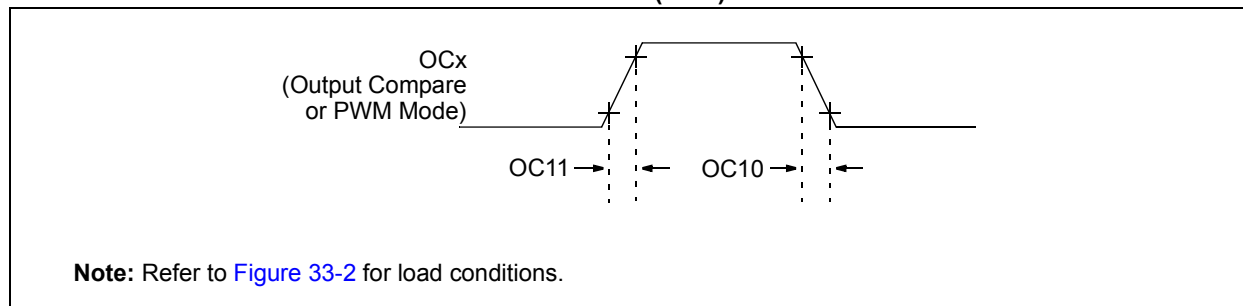 OCx
(Output Compare
or PWM Mode)
OC11
OC10
Note: Refer to Figure 33-2 for load conditions.